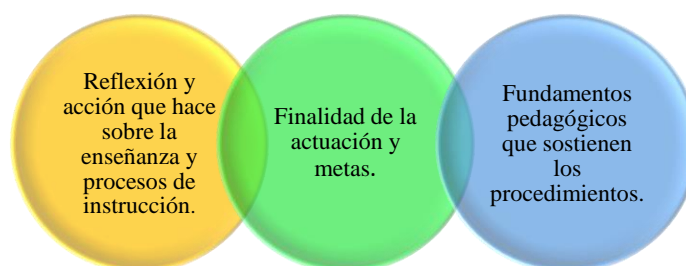 Reflexión y
acción que hace
sobre la
enseñanza y
procesos de
instrucción.
Finalidad de la
actuación y
metas.
Fundamentos
pedagógicos
que sostienen
los
procedimientos.